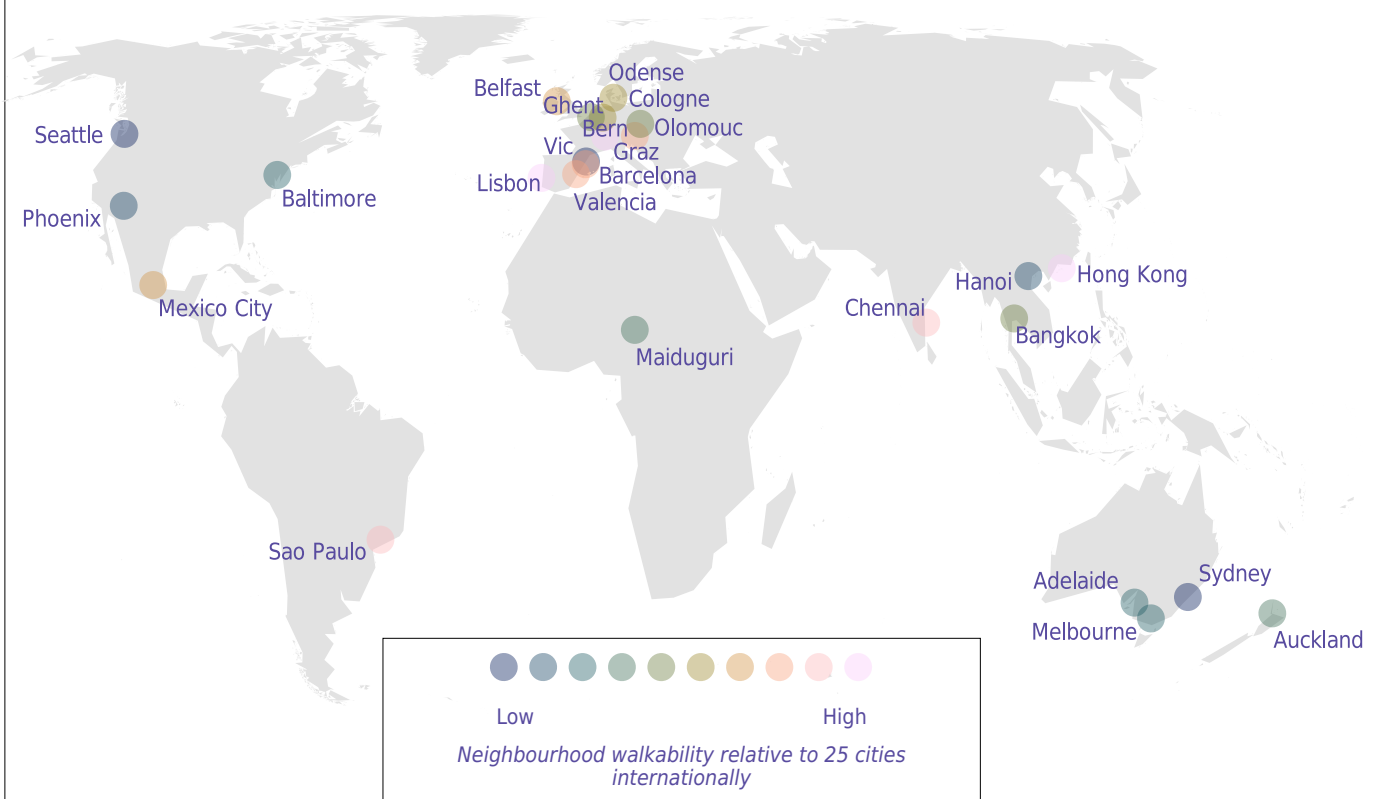 Odense
Belfast
Cologne
Ghent
Seattle
Bern
Olomouc
Vic
Graz
Lisbon
Barcelona
Baltimore
Valencia
Phoenix
Hanoi
Hong Kong
Mexico City
Chennai
Bangkok
Maiduguri
Sao Paulo
Adelaide
Sydney
Melbourne
Auckland
Low
High
Neighbourhood walkability relative to 25 cities
internationally